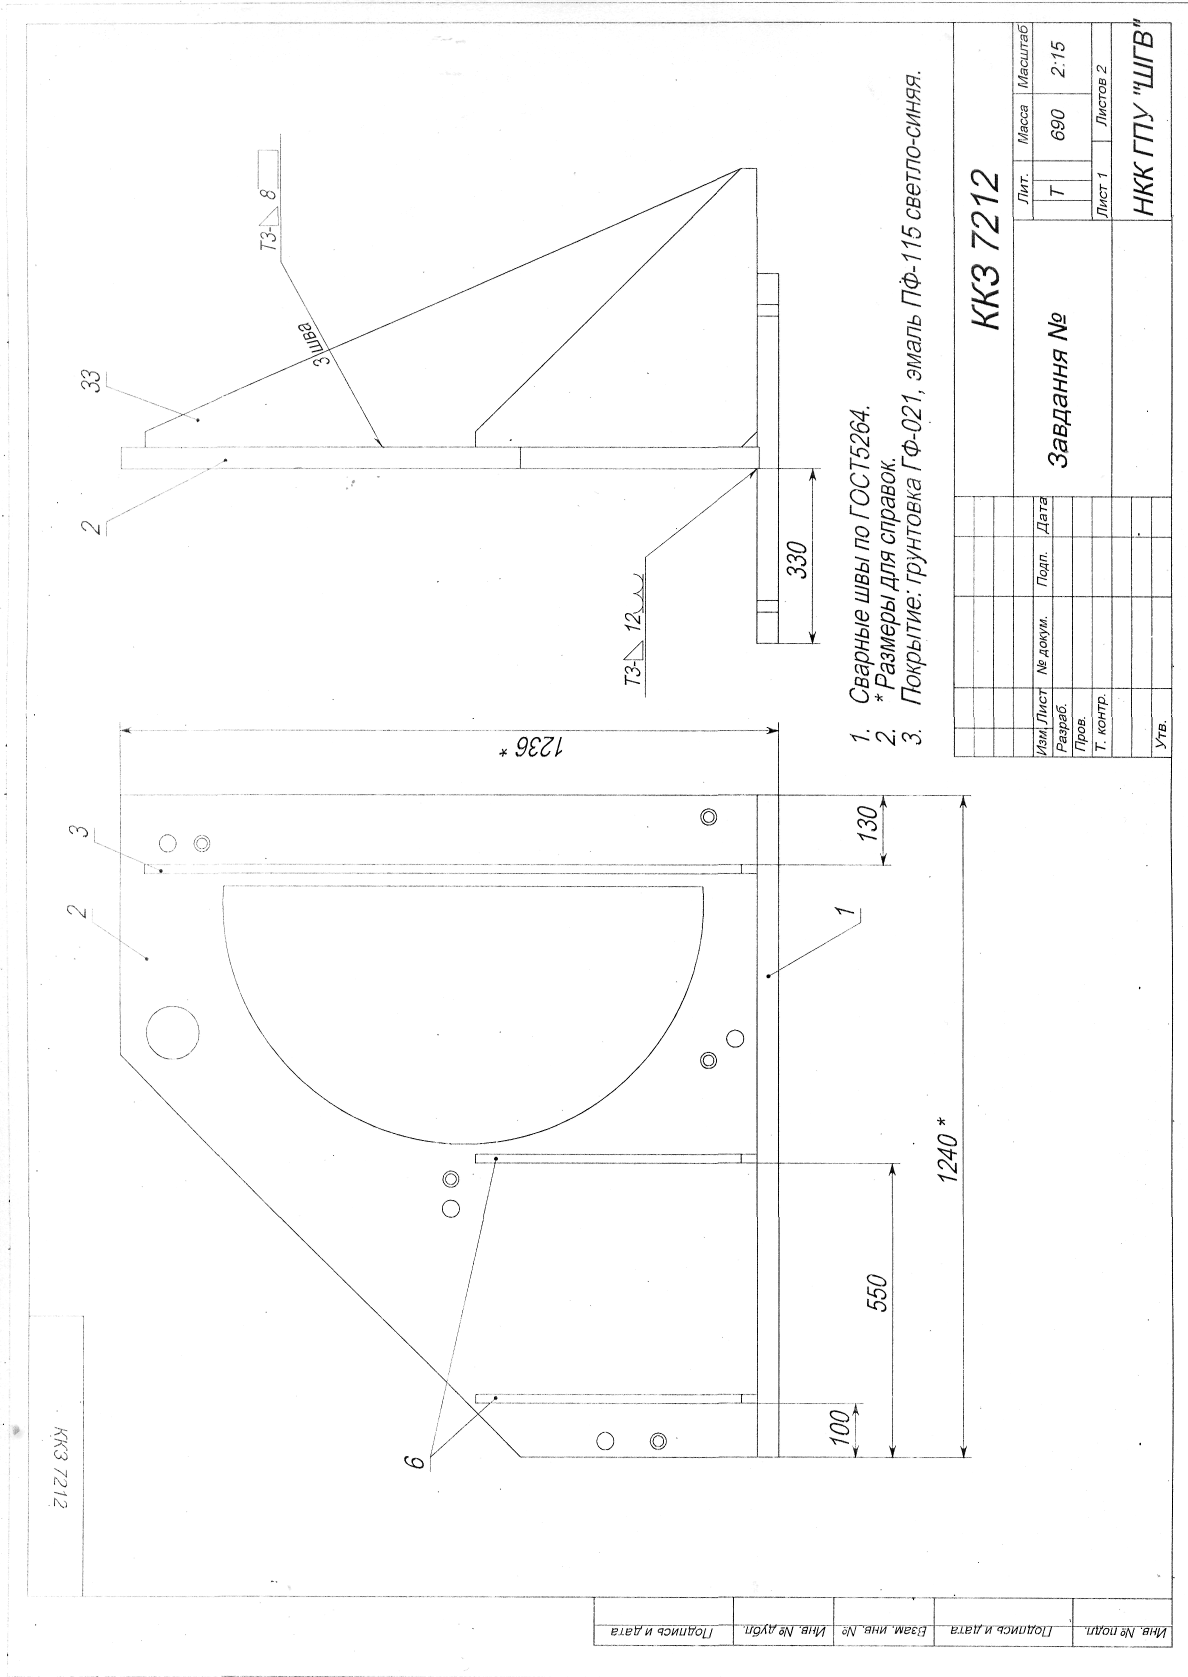 ККЗ 7212
2
3
1236 *
6
1
100
550
130
1240 *
2
33
3 шва
Т3- 8
Т3- 12
330
1. Сварные швы по ГОСТ5264.
2. * Размеры для справок.
3. Покрытие: грунтовка ГФ-021, эмаль ПФ-115 светло-синяя.
ККЗ 7212
Изм. Лист № докум. Подп. Дата
Разраб.
Пров.
Т. контр.
Утв.
Завдання №
Лит. Масса Масштаб
Т 690 2:15
Лист 1 Листов 2
НКК ГПУ "ШГВ"
Подпись и дата
Инв. № дубл.
Взам. инв. №
Подпись и дата
Инв. № подл.